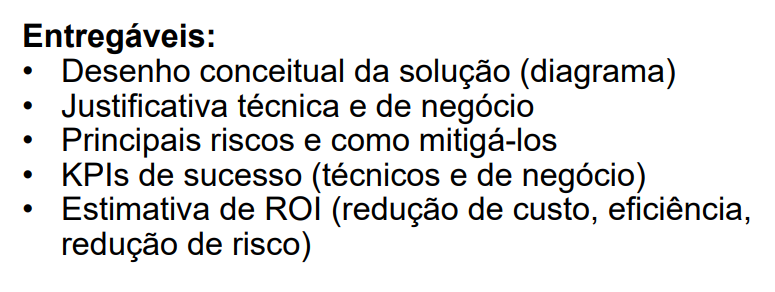 Entregáveis:
• Desenho conceitual da solução (diagrama)
• Justificativa técnica e de negócio
• Principais riscos e como mitigá-los
• KPIs de sucesso (técnicos e de negócio)
• Estimativa de ROI (redução de custo, eficiência,
redução de risco)